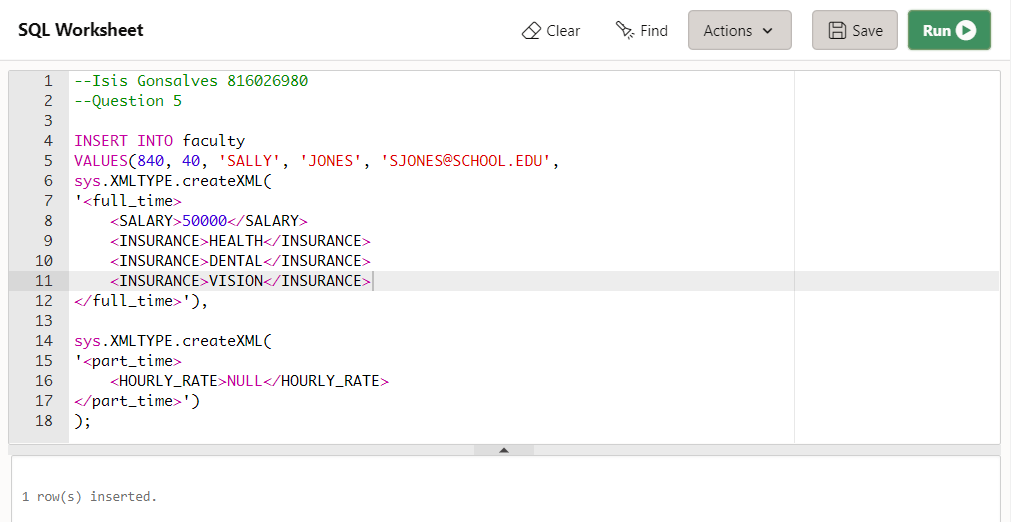 SQL Worksheet
Clear
Find
Actions
Save
Run
1 --Isis Gonsalves 816026980
2 --Question 5
3
4 INSERT INTO faculty
5 VALUES(840, 40, 'SALLY', 'JONES', 'SJONES@SCHOOL.EDU',
6 sys.XMLTYPE.createXML(
7 '<full_time>
8     <SALARY>50000</SALARY>
9     <INSURANCE>HEALTH</INSURANCE>
10     <INSURANCE>DENTAL</INSURANCE>
11     <INSURANCE>VISION</INSURANCE>
12 </full_time>'),
13
14 sys.XMLTYPE.createXML(
15 '<part_time>
16     <HOURLY_RATE>NULL</HOURLY_RATE>
17 </part_time>')
18 );
1 row(s) inserted.